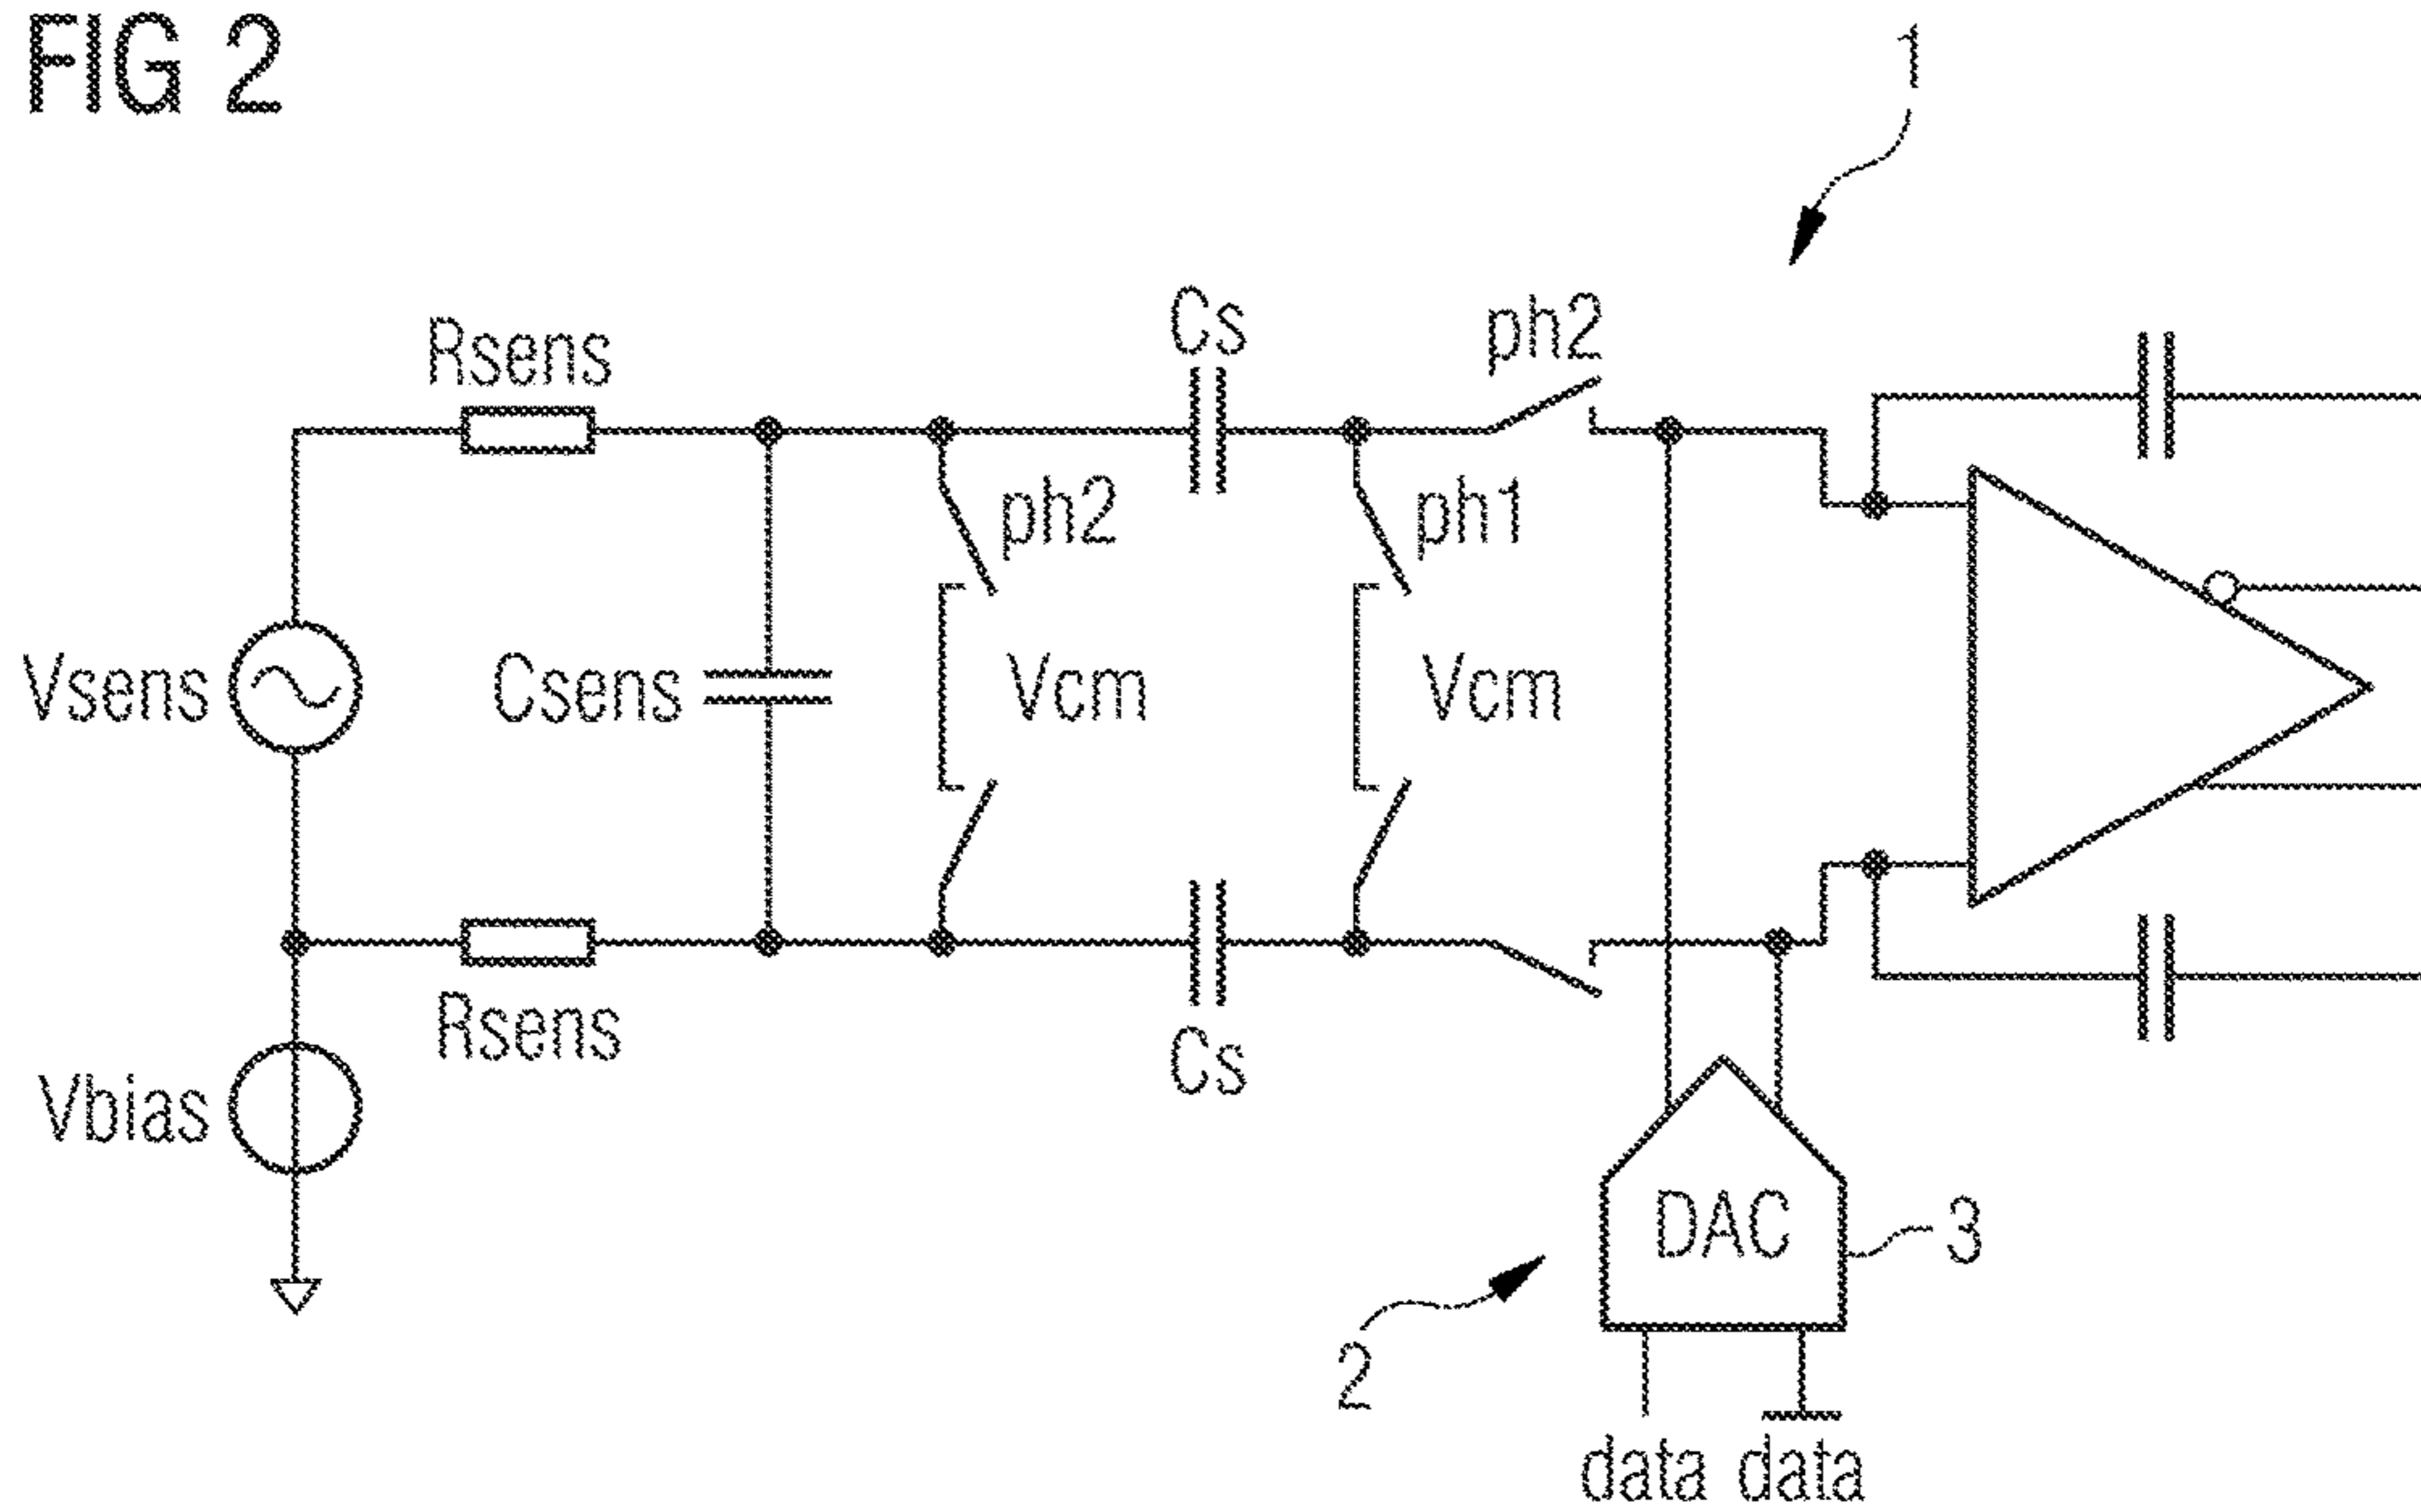 FIG 2
1
Cs
ph2
Rsens
ph2
ph1
Vsens
Csens
Vcm
Vcm
Rsens
Cs
Vbias
DAC
3
2
data data